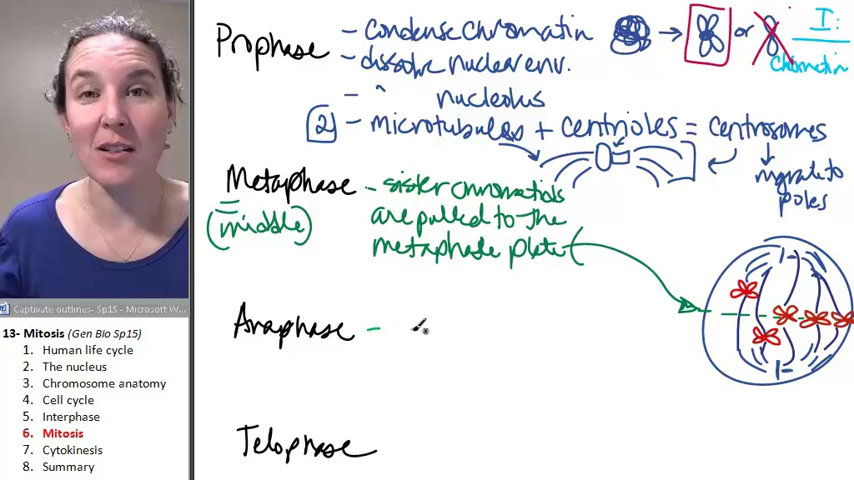 Prophase
- condense chromatin → or
I:
chromatin
- dissolve nuclear env.
- " nucleolus
2 - microtubules + centrioles = centrosomes
migrate to
poles
Metaphase - sister chromatids
(middle) are pulled to the
metaphase plate
Anaphase -
Telophase
Captivate outlines- Sp15 - Microsoft W...
13- Mitosis (Gen Bio Sp15)
1. Human life cycle
2. The nucleus
3. Chromosome anatomy
4. Cell cycle
5. Interphase
6. Mitosis
7. Cytokinesis
8. Summary